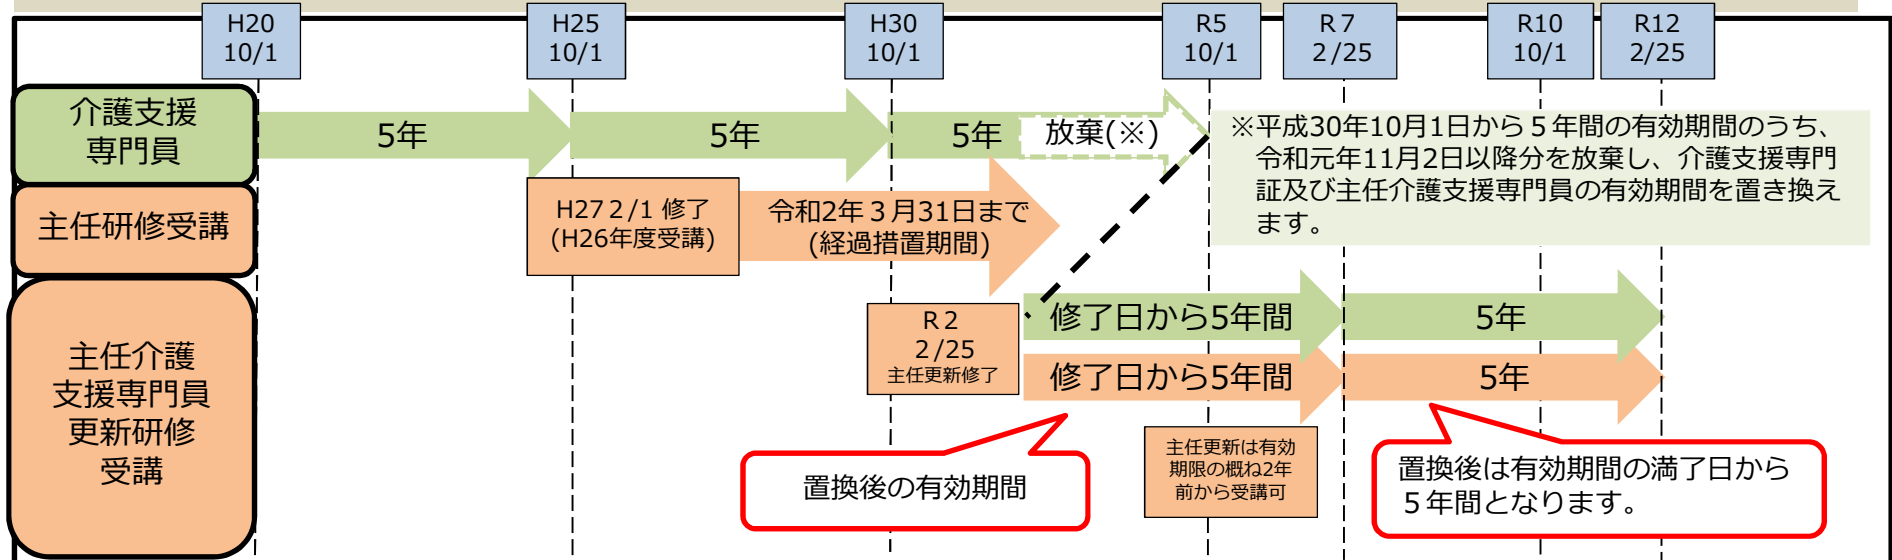 H20
10/1
H25
10/1
H30
10/1
R5
10/1
R７
２/25
R10
10/1
R12
2/25
介護支援
専門員
5年
5年
5年
放棄(※)
※平成30年10月1日から５年間の有効期間のうち、
令和元年11月2日以降分を放棄し、介護支援専門
証及び主任介護支援専門員の有効期間を置き換え
ます。
主任研修受講
H27２/1 修了
(H26年度受講)
令和2年３月31日まで
(経過措置期間)
主任介護
支援専門員
更新研修
受講
R２
２/25
主任更新修了
修了日から5年間
5年
修了日から5年間
5年
置換後の有効期間
主任更新は有効
期限の概ね2年
前から受講可
置換後は有効期間の満了日から
５年間となります。